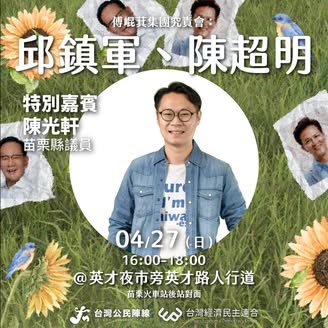 傅崐萁集團究責會：
邱鎮軍、陳超明
特別嘉賓
陳光軒
苗栗縣議員
04/27（日）
16:00-18:00
@英才夜市旁英才路人行道
苗栗火車站後站對面
台灣公民陣線
台灣經濟民主連合